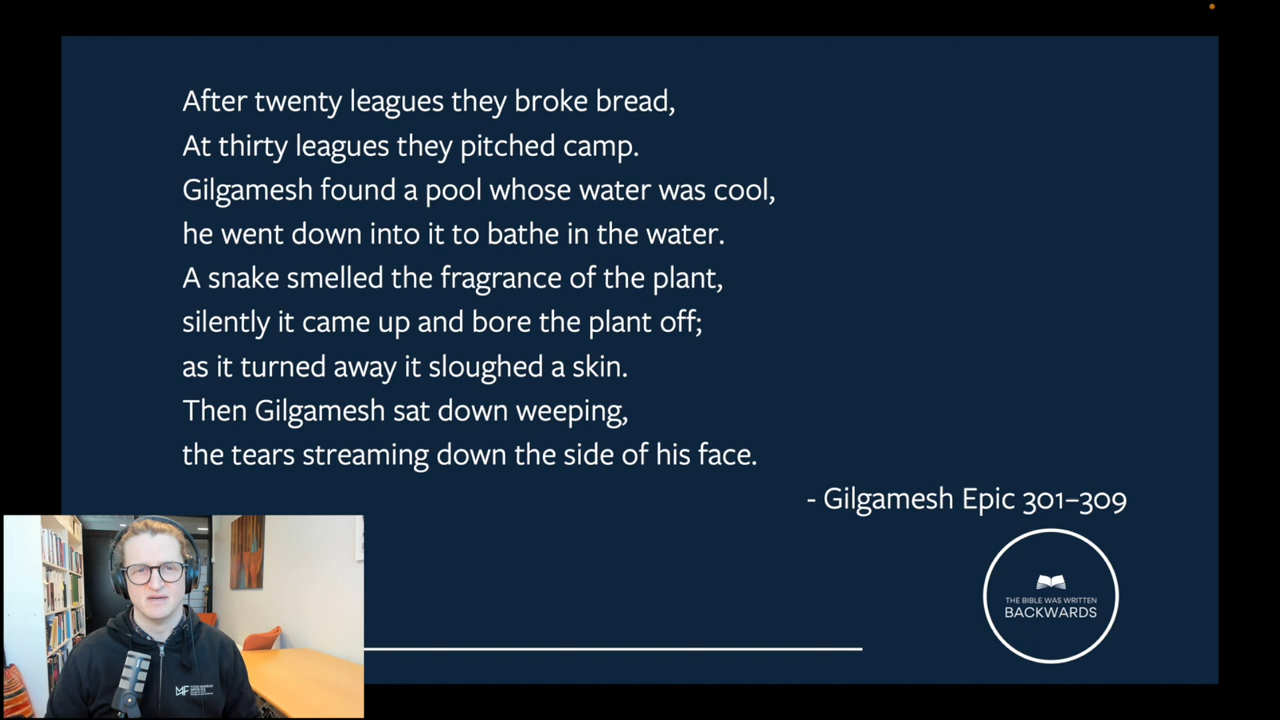 After twenty leagues they broke bread,
At thirty leagues they pitched camp.
Gilgamesh found a pool whose water was cool,
he went down into it to bathe in the water.
A snake smelled the fragrance of the plant,
silently it came up and bore the plant off;
as it turned away it sloughed a skin.
Then Gilgamesh sat down weeping,
the tears streaming down the side of his face.
- Gilgamesh Epic 301–309
THE BIBLE WAS WRITTEN
BACKWARDS
MF